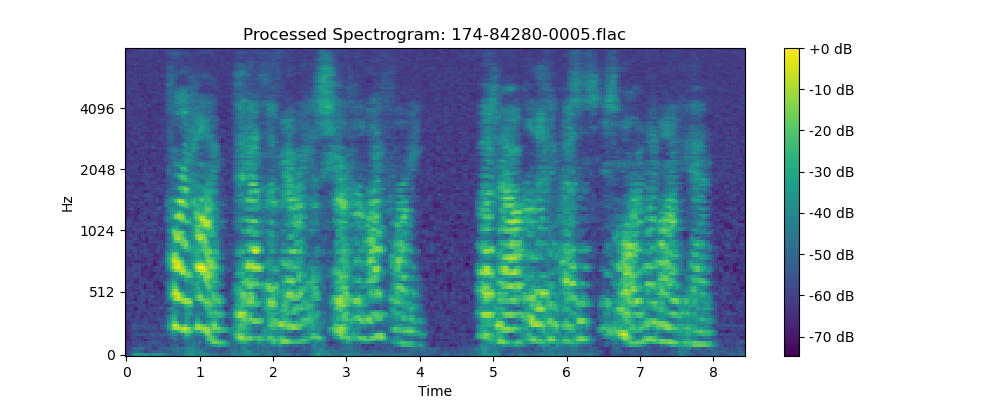 Processed Spectrogram: 174-84280-0005.flac
Hz
4096
2048
1024
512
0
0 1 2 3 4 5 6 7 8
Time
+0 dB
-10 dB
-20 dB
-30 dB
-40 dB
-50 dB
-60 dB
-70 dB